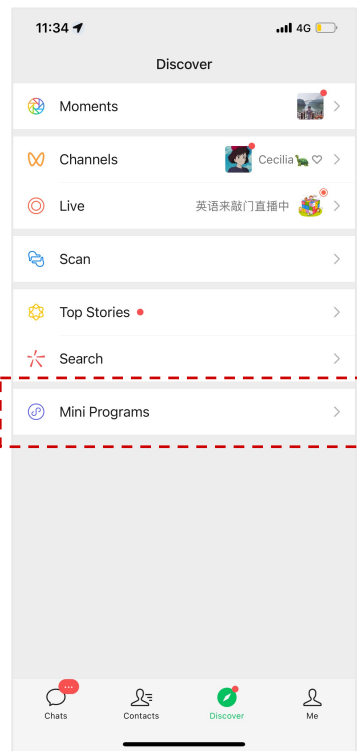 11:34 4G
Discover
Moments
Channels Cecilia🐢♡
Live 英语来敲门直播中
Scan
Top Stories
Search
Mini Programs
Chats Contacts Discover Me